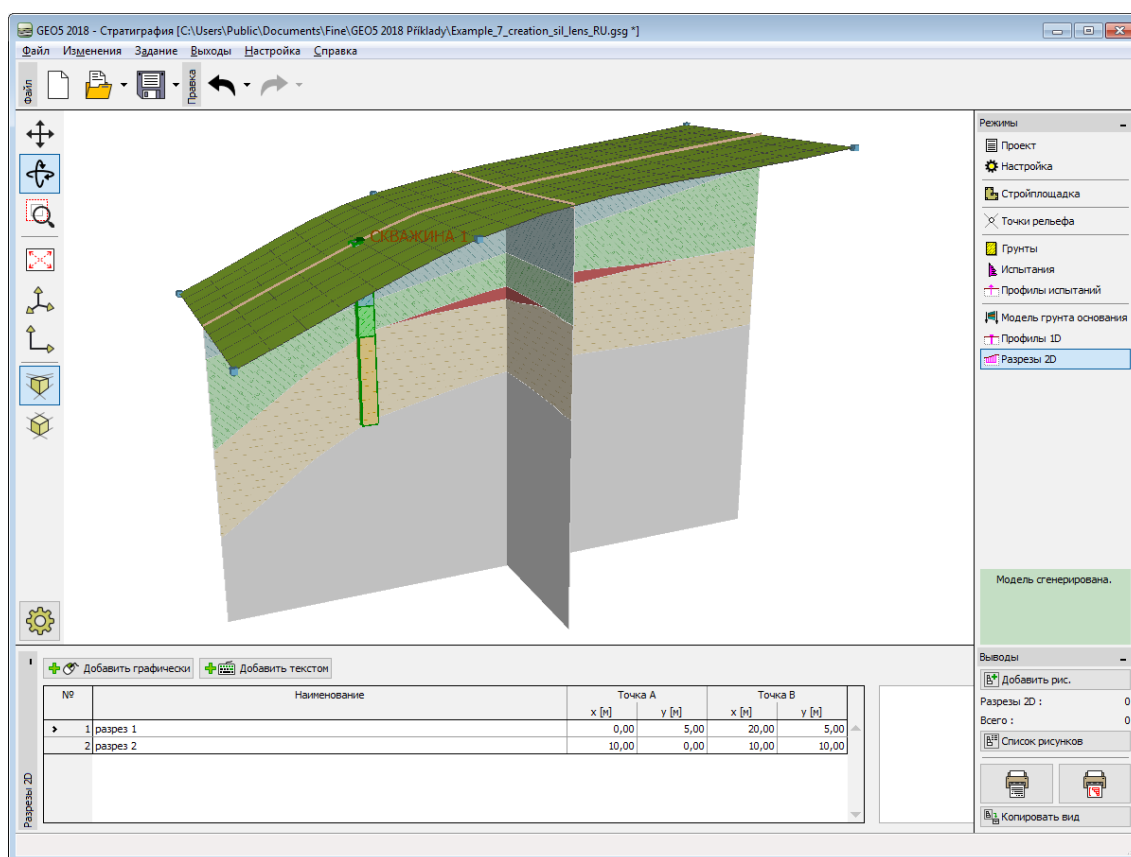 GEO5 2018 - Стратиграфия [C:\Users\Public\Documents\Fine\GEO5 2018 Příklady\Example_7_creation_sil_lens_RU.gsg *]
Файл Изменения Задание Выходы Настройка Справка
Файл
Правка
СКВАЖИНА 1
Режимы
Проект
Настройка
Стройплощадка
Точки рельефа
Грунты
Испытания
Профилы испытаний
Модель грунта основания
Профилы 1D
Разрезы 2D
Модель сгенерирована.
Разрезы 2D
Добавить графически Добавить текстом
№ Наименование Точка A Точка B
x [м] y [м] x [м] y [м]
1 разрез 1 0,00 5,00 20,00 5,00
2 разрез 2 10,00 0,00 10,00 10,00
Выводы
Добавить рис.
Разрезы 2D : 0
Всего : 0
Список рисунков
Копировать вид